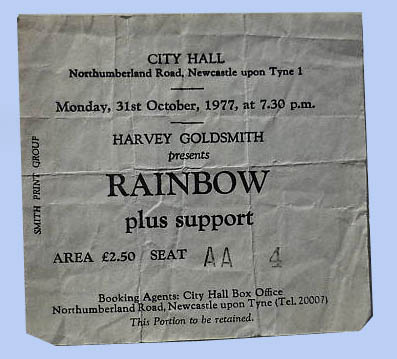 CITY HALL
Northumberland Road, Newcastle upon Tyne 1
Monday, 31st October, 1977, at 7.30 p.m.
HARVEY GOLDSMITH
presents
RAINBOW
plus support
AREA £2.50 SEAT AA 4
Booking Agents: City Hall Box Office
Northumberland Road, Newcastle upon Tyne (Tel. 20007)
This Portion to be retained.
SMITH PRINT GROUP